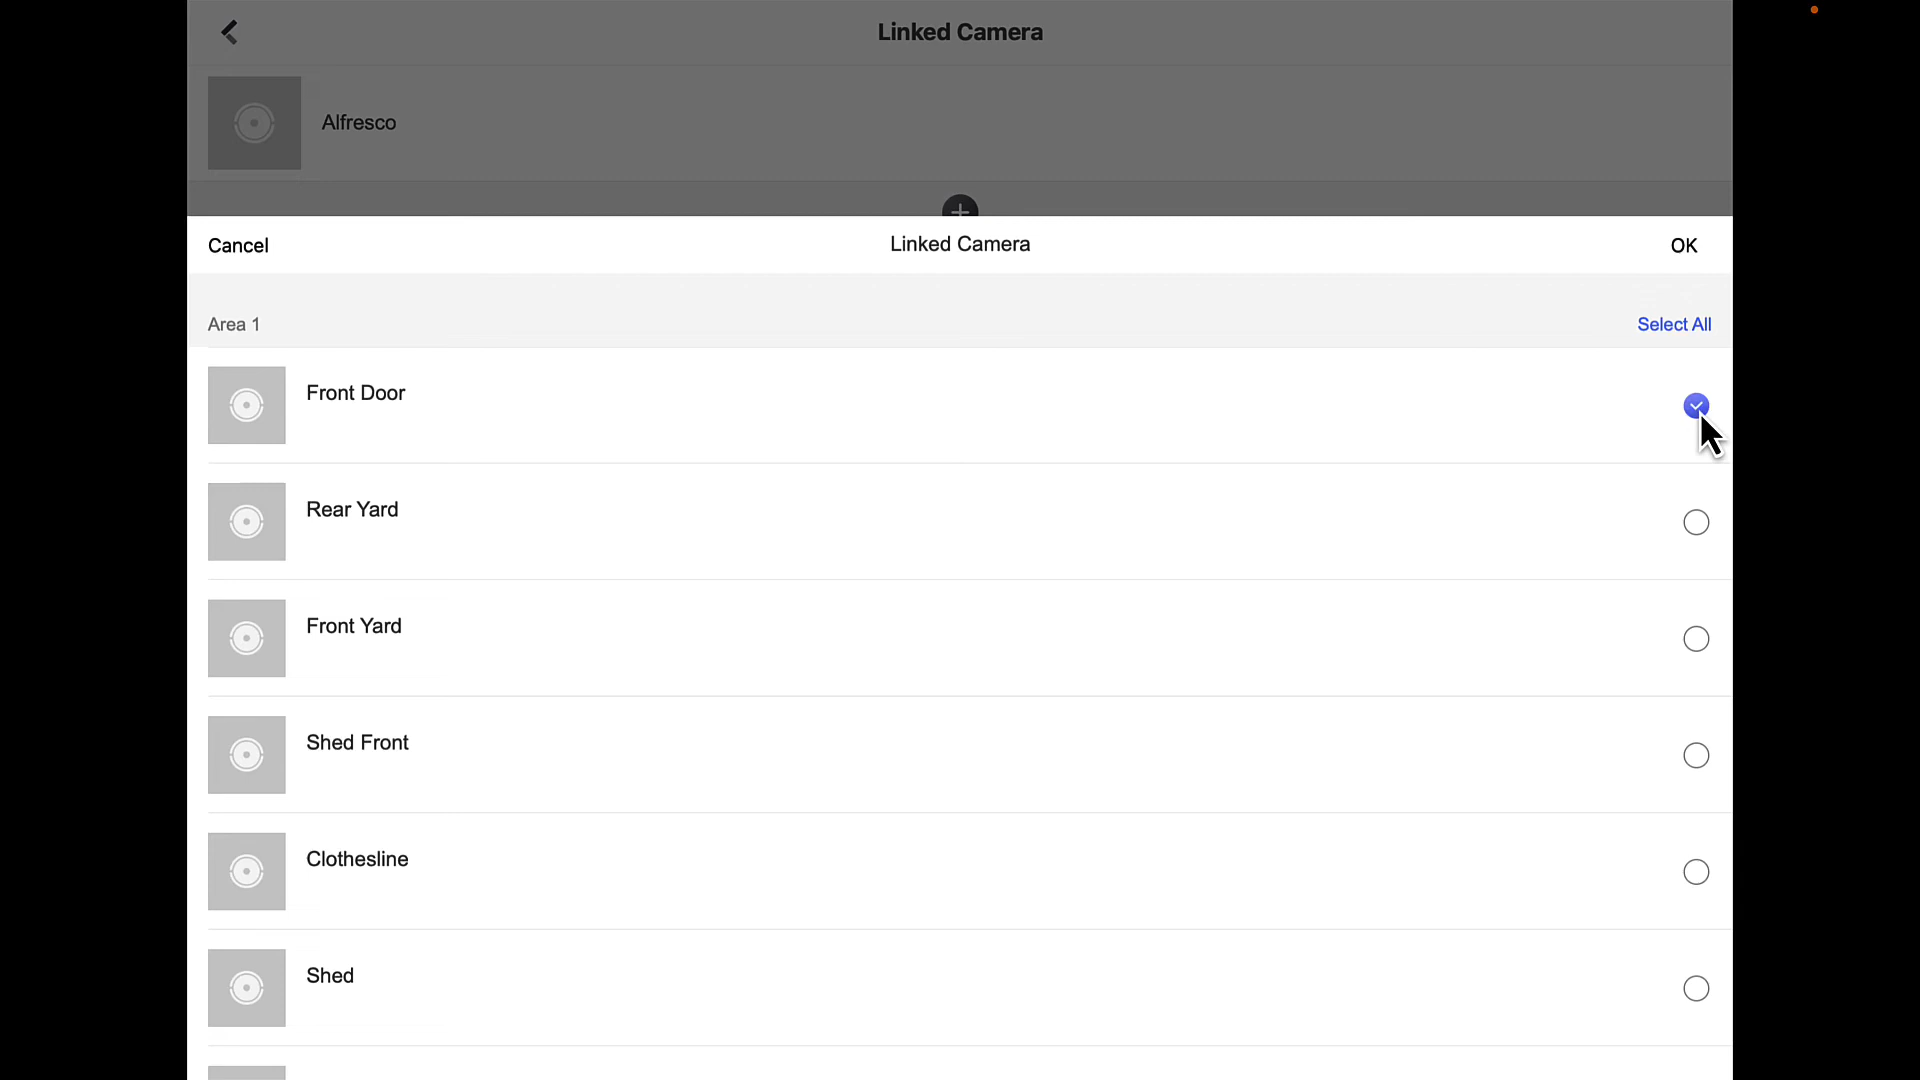 Linked Camera
Alfresco
Cancel
Linked Camera
OK
Area 1
Select All
Front Door
Rear Yard
Front Yard
Shed Front
Clothesline
Shed